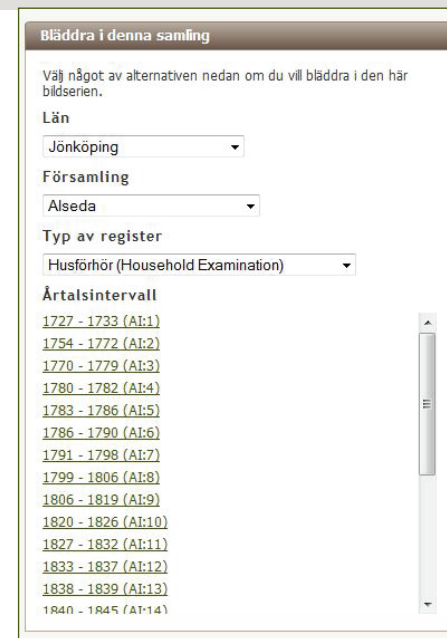 Bläddra i denna samling
Välj något av alternativen nedan om du vill bläddra i den här
bildserien.
Län
Jönköping
Församling
Alseda
Typ av register
Husförhör (Household Examination)
Årtalsintervall
1727 - 1733 (AI:1)
1754 - 1772 (AI:2)
1770 - 1779 (AI:3)
1780 - 1782 (AI:4)
1783 - 1786 (AI:5)
1786 - 1790 (AI:6)
1791 - 1798 (AI:7)
1799 - 1806 (AI:8)
1806 - 1819 (AI:9)
1820 - 1826 (AI:10)
1827 - 1832 (AI:11)
1833 - 1837 (AI:12)
1838 - 1839 (AI:13)
1840 - 1845 (AI:14)